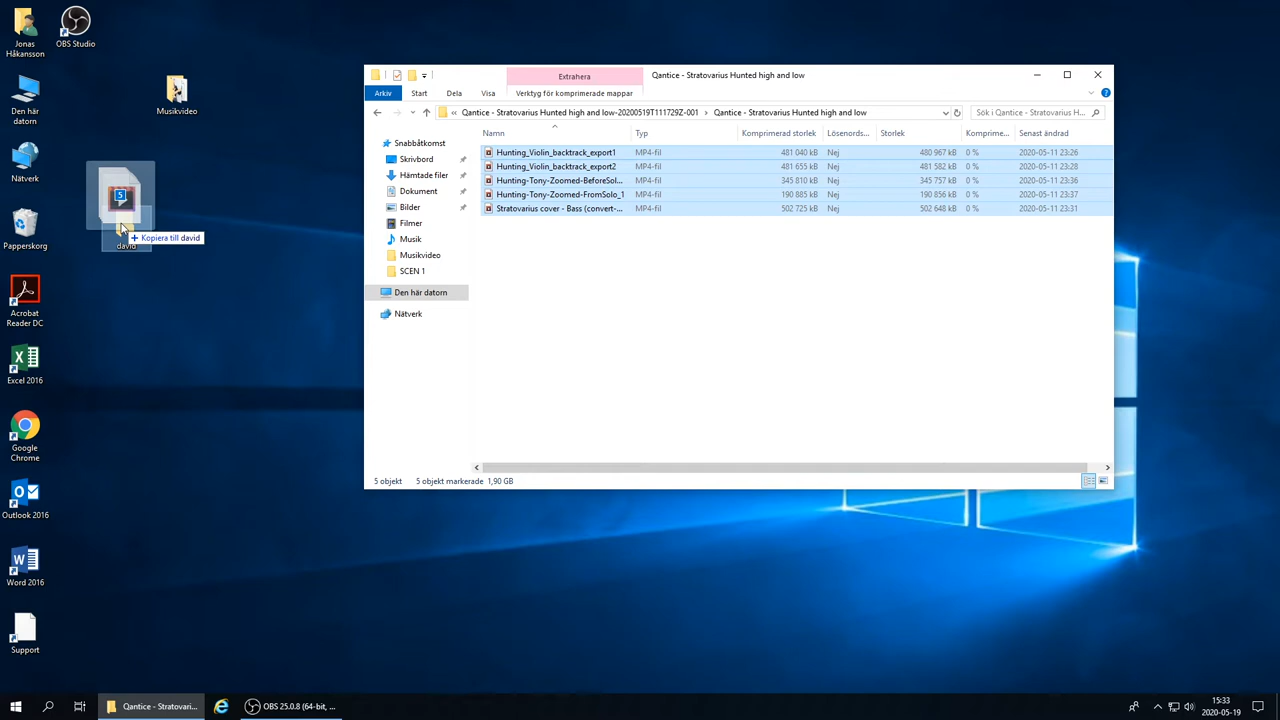 Jonas
Håkansson
OBS Studio
Den här
datorn
Musikvideo
Nätverk
5
Kopiera till david
david
Papperskorg
Acrobat
Reader DC
Excel 2016
Google
Chrome
Outlook 2016
Word 2016
Support
Extrahera
Qantice - Stratovarius Hunted high and low
Arkiv
Start
Dela
Visa
Verktyg för komprimerade mappar
« Qantice - Stratovarius Hunted high and low-20200519T111729Z-001 > Qantice - Stratovarius Hunted high and low
Sök i Qantice - Stratovarius H...
Namn Typ Komprimerad storlek Lösenords... Storlek Komprime... Senast ändrad
Hunting_Violin_backtrack_export1 MP4-fil 481 040 kB Nej 480 967 kB 0 % 2020-05-11 23:26
Hunting_Violin_backtrack_export2 MP4-fil 481 655 kB Nej 481 582 kB 0 % 2020-05-11 23:28
Hunting-Tony-Zoomed-BeforeSol... MP4-fil 345 810 kB Nej 345 757 kB 0 % 2020-05-11 23:36
Hunting-Tony-Zoomed-FromSolo_1 MP4-fil 190 885 kB Nej 190 856 kB 0 % 2020-05-11 23:37
Stratovarius cover - Bass (convert-... MP4-fil 502 725 kB Nej 502 648 kB 0 % 2020-05-11 23:31
Snabbåtkomst
Skrivbord
Hämtade filer
Dokument
Bilder
Filmer
Musik
Musikvideo
SCEN 1
Den här datorn
Nätverk
5 objekt 5 objekt markerade 1,90 GB
Qantice - Stratovari...
OBS 25.0.8 (64-bit, ...
15:33
2020-05-19